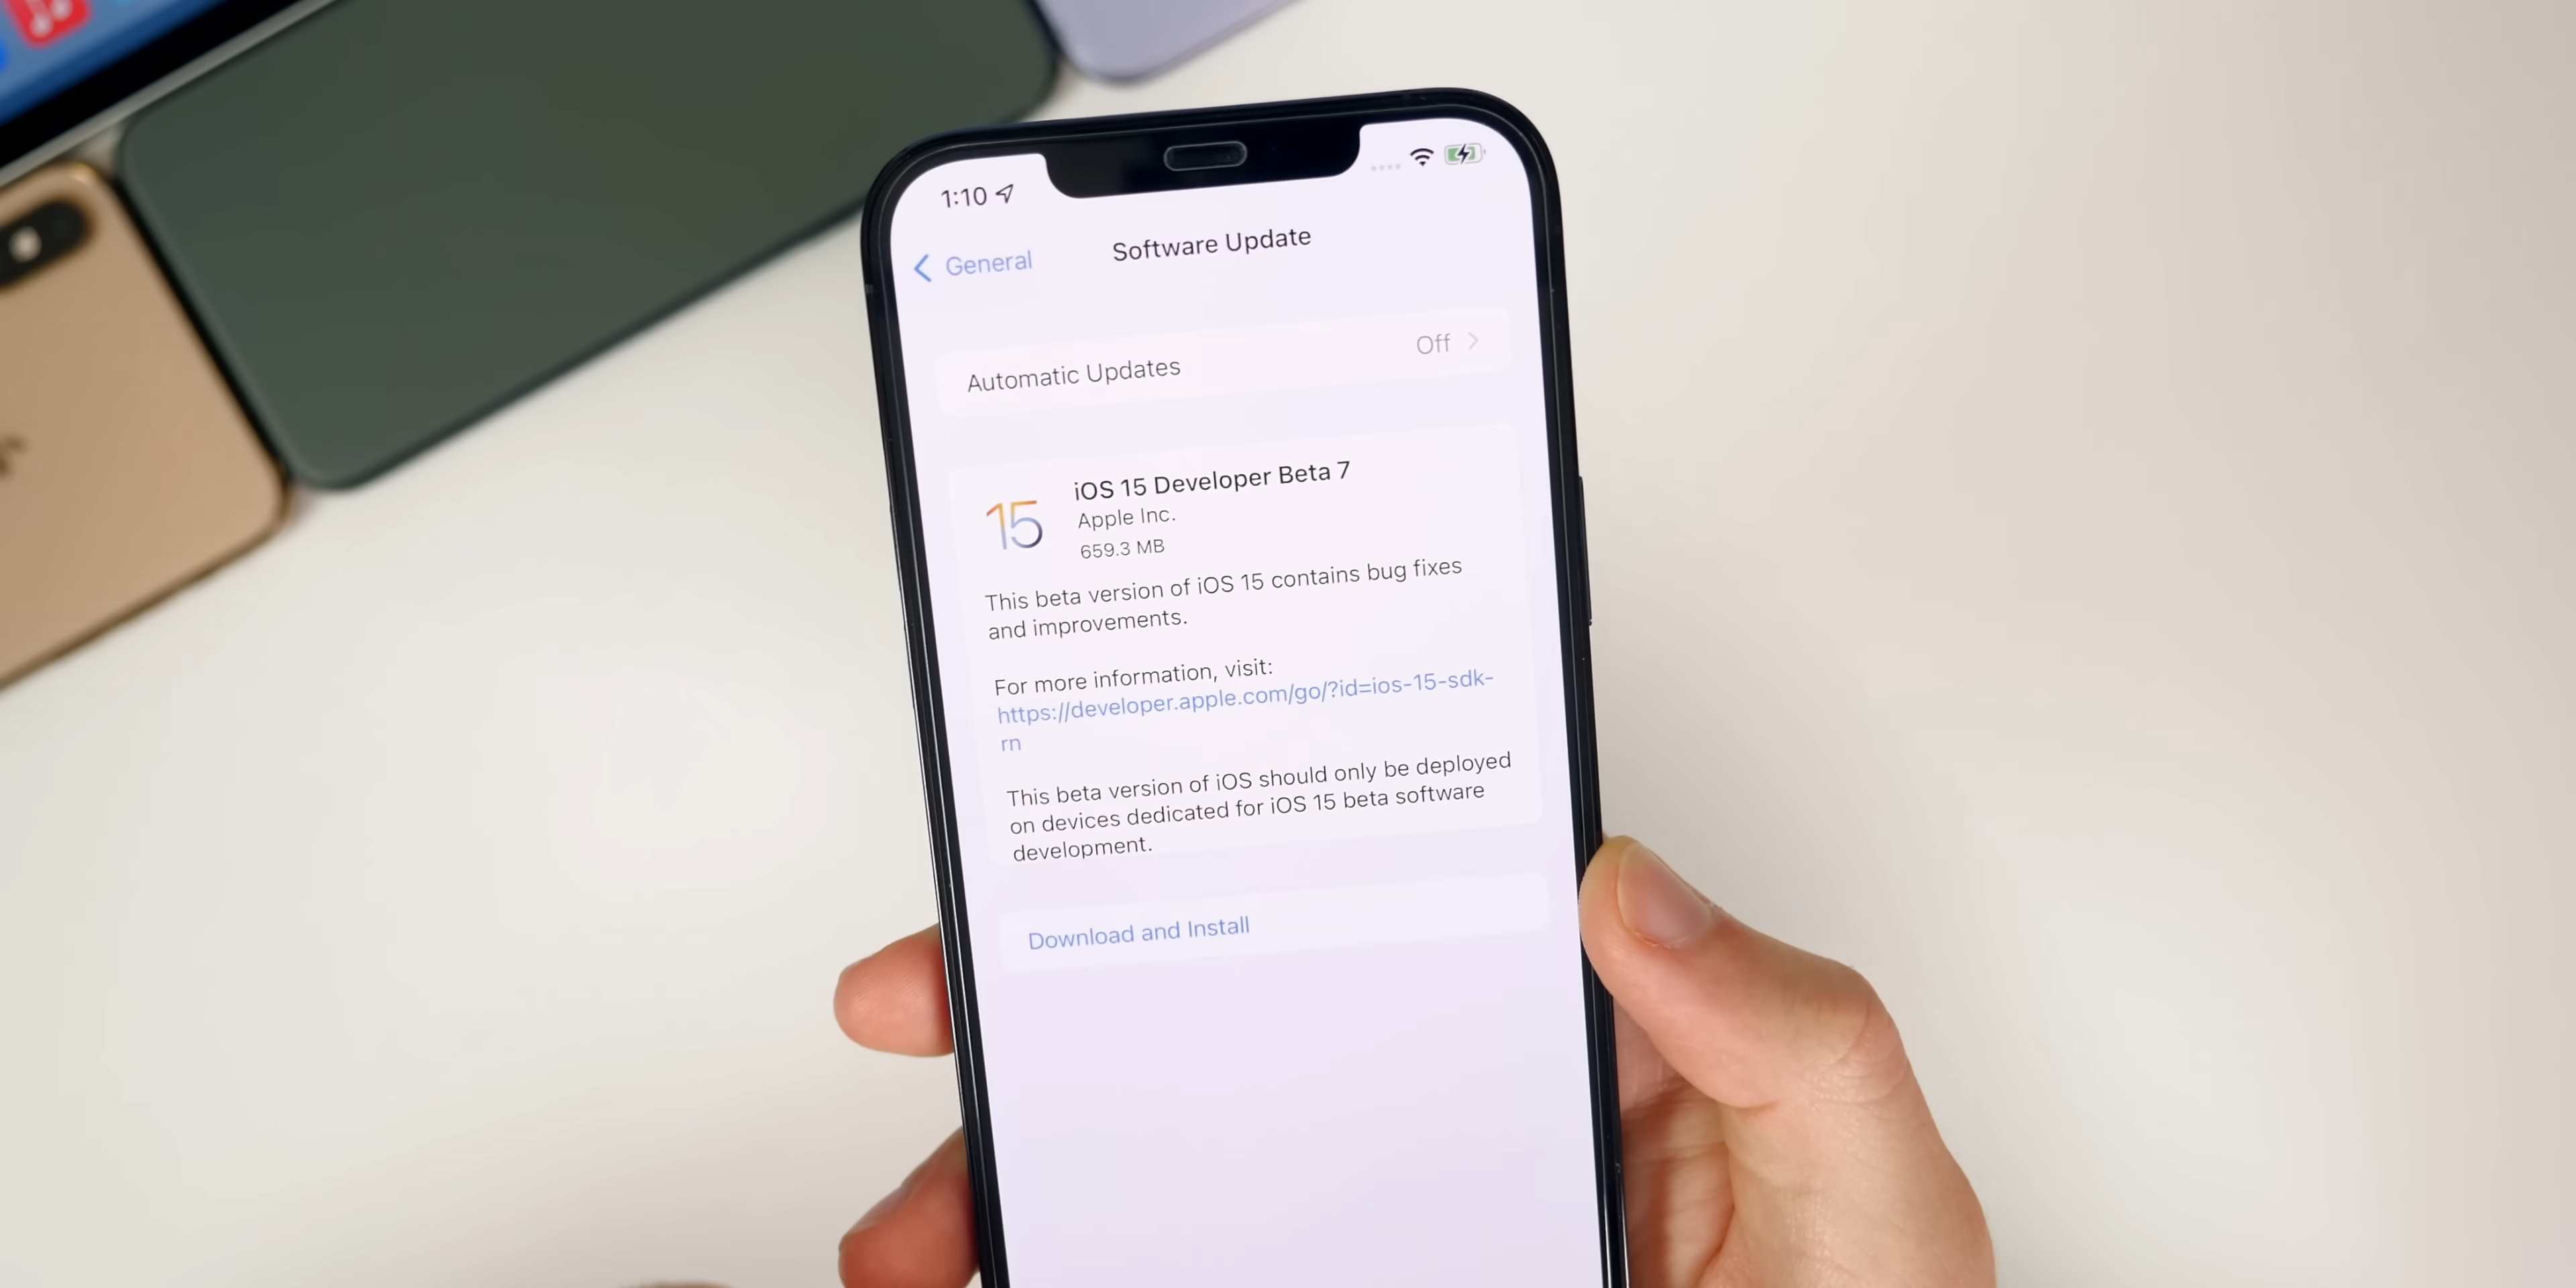 1:10
General
Software Update
Automatic Updates
Off
15
iOS 15 Developer Beta 7
Apple Inc.
659.3 MB
This beta version of iOS 15 contains bug fixes
and improvements.
For more information, visit:
https://developer.apple.com/go/?id=ios-15-sdk-
rn
This beta version of iOS should only be deployed
on devices dedicated for iOS 15 beta software
development.
Download and Install